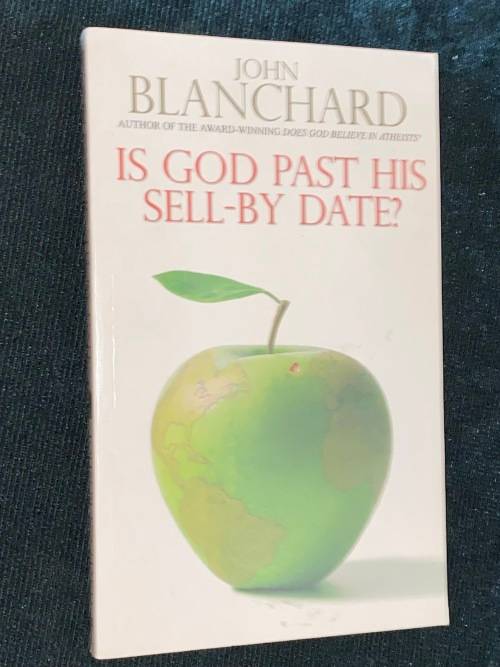 JOHN
BLANCHARD
AUTHOR OF THE AWARD-WINNING DOES GOD BELIEVE IN ATHEISTS?
IS GOD PAST HIS
SELL-BY DATE?